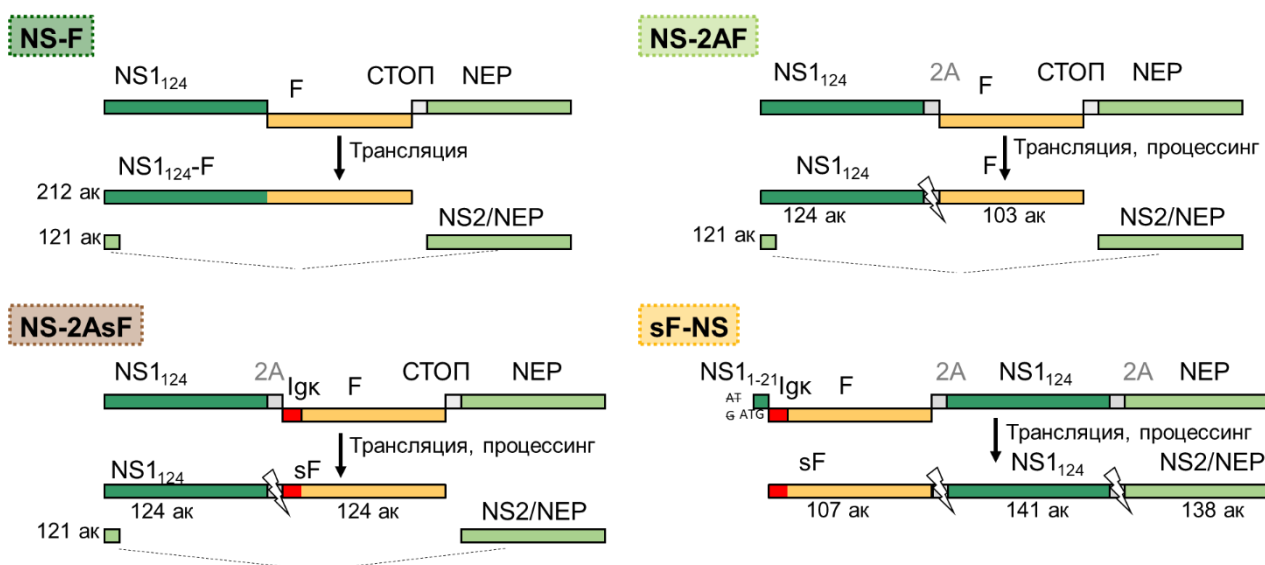 NS-F
NS1124 F СТОП NEP
Трансляция
NS1124-F
212 ак
NS2/NEP
121 ак
NS-2AF
NS1124 2A F СТОП NEP
Трансляция, процессинг
NS1124 F
124 ак 103 ак
NS2/NEP
121 ак
NS-2AsF
NS1124 2A Igκ F СТОП NEP
Трансляция, процессинг
NS1124 sF
124 ак 124 ак
NS2/NEP
121 ак
sF-NS
NS11-21 Igκ F 2A NS1124 2A NEP
AT
G ATG
Трансляция, процессинг
sF NS1124 NS2/NEP
107 ак 141 ак 138 ак